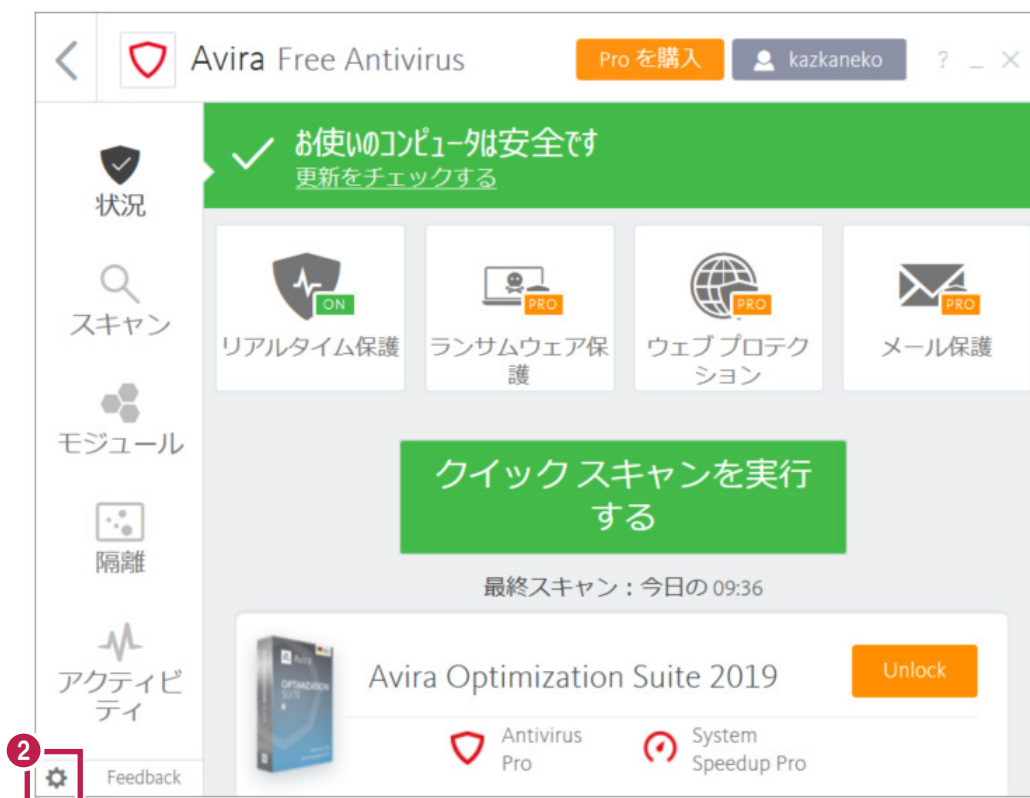 Avira Free Antivirus
Pro を購入
kazkaneko
?
お使いのコンピュータは安全です
更新をチェックする
状況
スキャン
モジュール
隔離
アクティビ
ティ
ON
リアルタイム保護
PRO
ランサムウェア保
護
PRO
ウェブ プロテク
ション
PRO
メール保護
クイック スキャンを実行
する
最終スキャン：今日の 09:36
Avira
OPTIMIZATION
SUITE
Avira Optimization Suite 2019
Unlock
Antivirus
Pro
System
Speedup Pro
2
Feedback